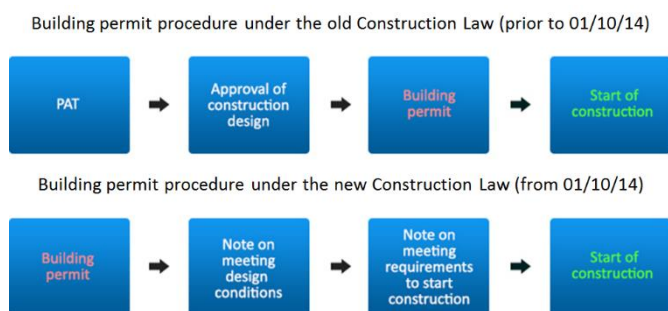 Building permit procedure under the old Construction Law (prior to 01/10/14)
PAT
Approval of
construction
design
Building
permit
Start of
construction
Building permit procedure under the new Construction Law (from 01/10/14)
Building
permit
Note on
meeting
design
conditions
Note on
meeting
requirements
to start
construction
Start of
construction